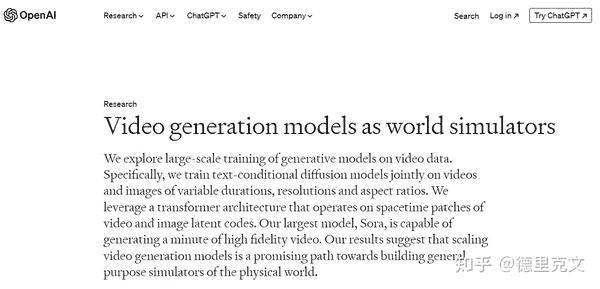 OpenAI Research API ChatGPT Safety Company Search Log in Try ChatGPT
Research
Video generation models as world simulators
We explore large-scale training of generative models on video data.
Specifically, we train text-conditional diffusion models jointly on videos
and images of variable durations, resolutions and aspect ratios. We
leverage a transformer architecture that operates on spacetime patches of
video and image latent codes. Our largest model, Sora, is capable of
generating a minute of high fidelity video. Our results suggest that scaling
video generation models is a promising path towards building general
purpose simulators of the physical world.
知乎 @德里克文